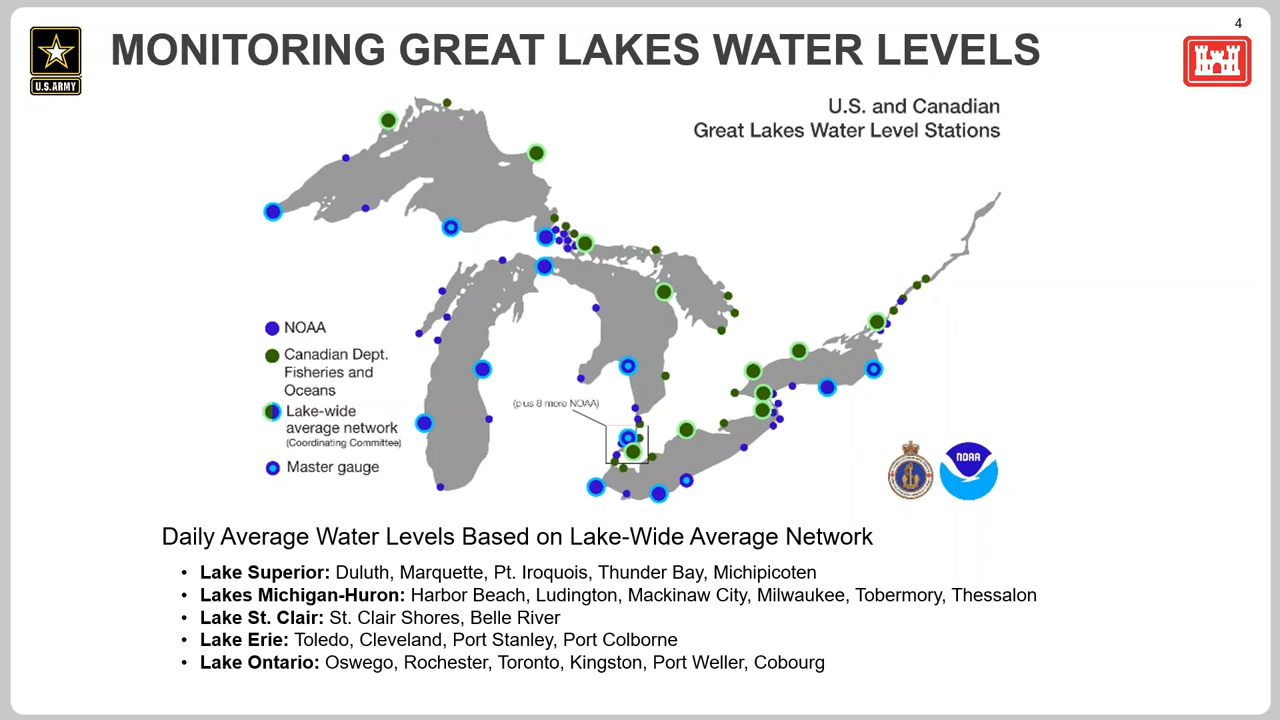 4
MONITORING GREAT LAKES WATER LEVELS
U.S.ARMY
U.S. and Canadian
Great Lakes Water Level Stations
NOAA
Canadian Dept.
Fisheries and
Oceans
Lake-wide
average network
(Coordinating Committee)
Master gauge
(plus 8 more NOAA)
NOAA
Daily Average Water Levels Based on Lake-Wide Average Network
• Lake Superior: Duluth, Marquette, Pt. Iroquois, Thunder Bay, Michipicoten
• Lakes Michigan-Huron: Harbor Beach, Ludington, Mackinaw City, Milwaukee, Tobermory, Thessalon
• Lake St. Clair: St. Clair Shores, Belle River
• Lake Erie: Toledo, Cleveland, Port Stanley, Port Colborne
• Lake Ontario: Oswego, Rochester, Toronto, Kingston, Port Weller, Cobourg